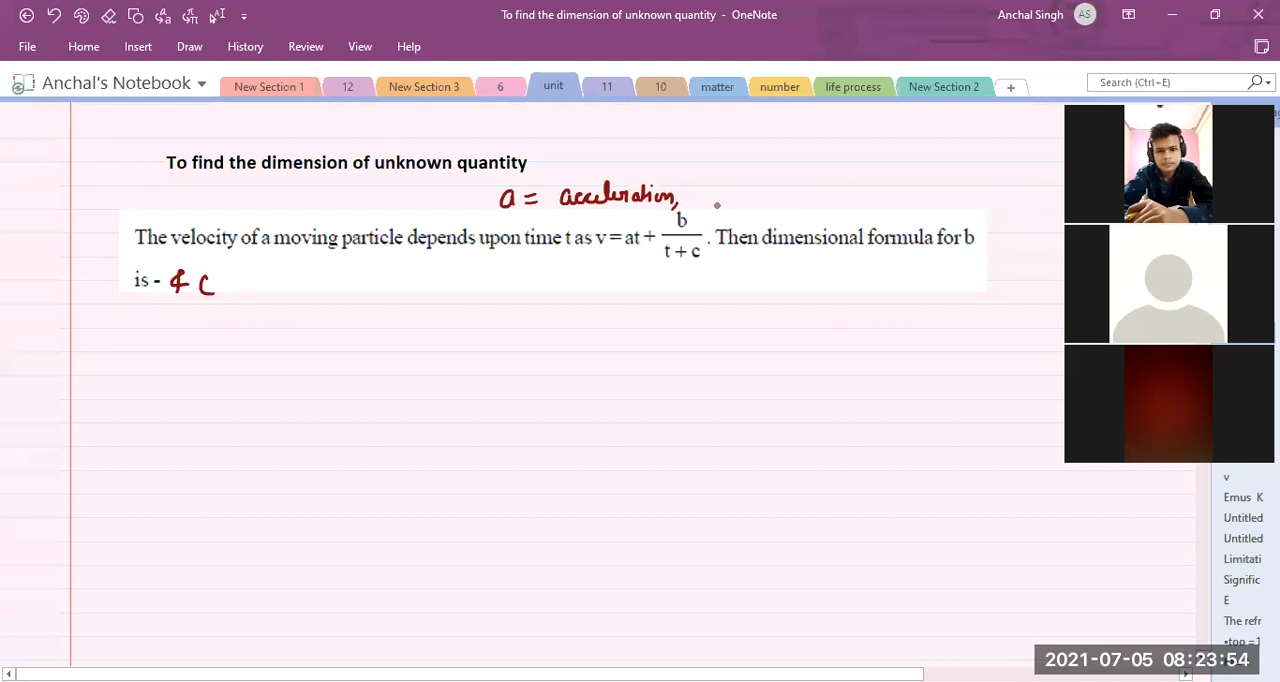 To find the dimension of unknown quantity - OneNote
Anchal Singh AS
File Home Insert Draw History Review View Help
Anchal's Notebook New Section 1 12 New Section 3 6 unit 11 10 matter number life process New Section 2 + Search (Ctrl+E)
To find the dimension of unknown quantity
a = acceleration,
The velocity of a moving particle depends upon time t as v = at + b / (t + c) . Then dimensional formula for b
is - & c
v
Emus K
Untitled
Untitled
Limitati
Signific
E
The refr
•too =1
2021-07-05 08:23:54